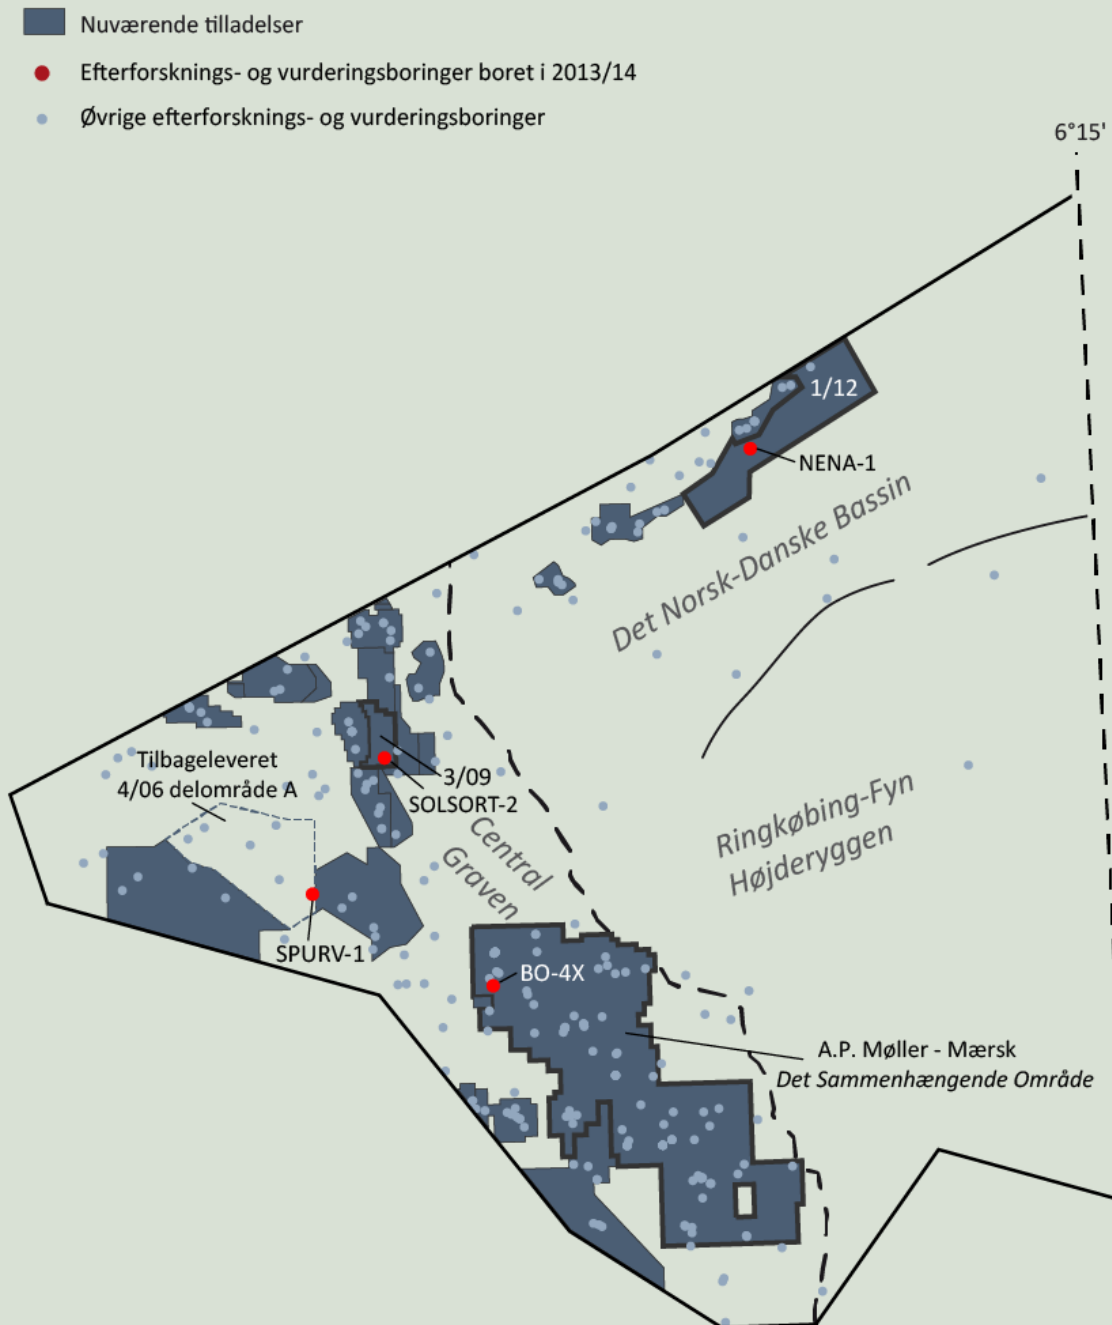 Nuværende tilladelser
Efterforsknings- og vurderingsboringer boret i 2013/14
Øvrige efterforsknings- og vurderingsboringer
6°15'
1/12
NENA-1
Det Norsk-Danske Bassin
Tilbageleveret
4/06 delområde A
3/09
SOLSORT-2
Central
Graven
Ringkøbing-Fyn
Højderyggen
SPURV-1
BO-4X
A.P. Møller - Mærsk
Det Sammenhængende Område